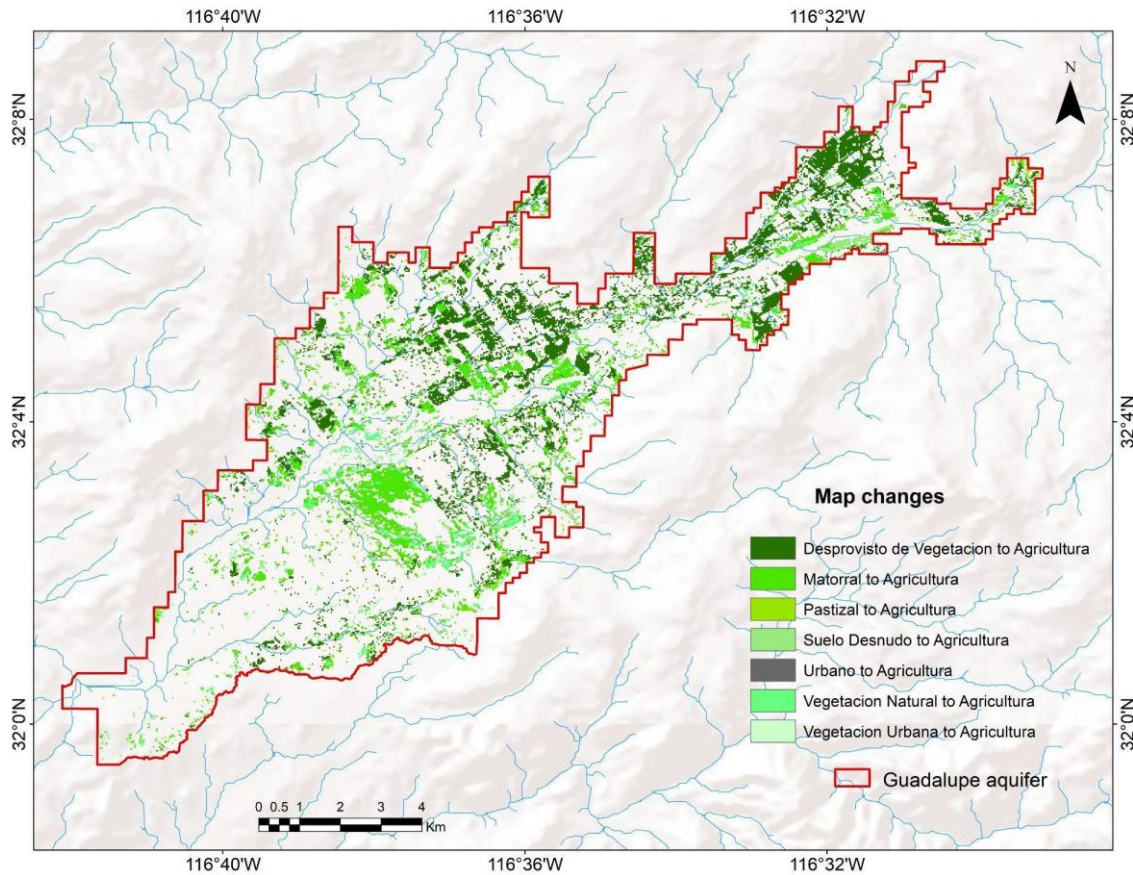 116°40'W 116°36'W 116°32'W
32°8'N 32°8'N
N
32°4'N 32°4'N
32°0'N 32°0'N
Map changes
Desprovisto de Vegetacion to Agricultura
Matorral to Agricultura
Pastizal to Agricultura
Suelo Desnudo to Agricultura
Urbano to Agricultura
Vegetacion Natural to Agricultura
Vegetacion Urbana to Agricultura
Guadalupe aquifer
0 0.5 1 2 3 4
Km
116°40'W 116°36'W 116°32'W